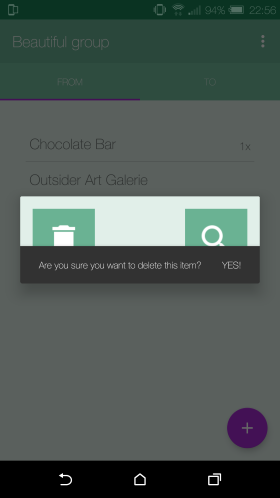 94% 22:56
Beautiful group
FROM TO
Chocolate Bar 1x
Outsider Art Galerie
Are you sure you want to delete this item? YES!